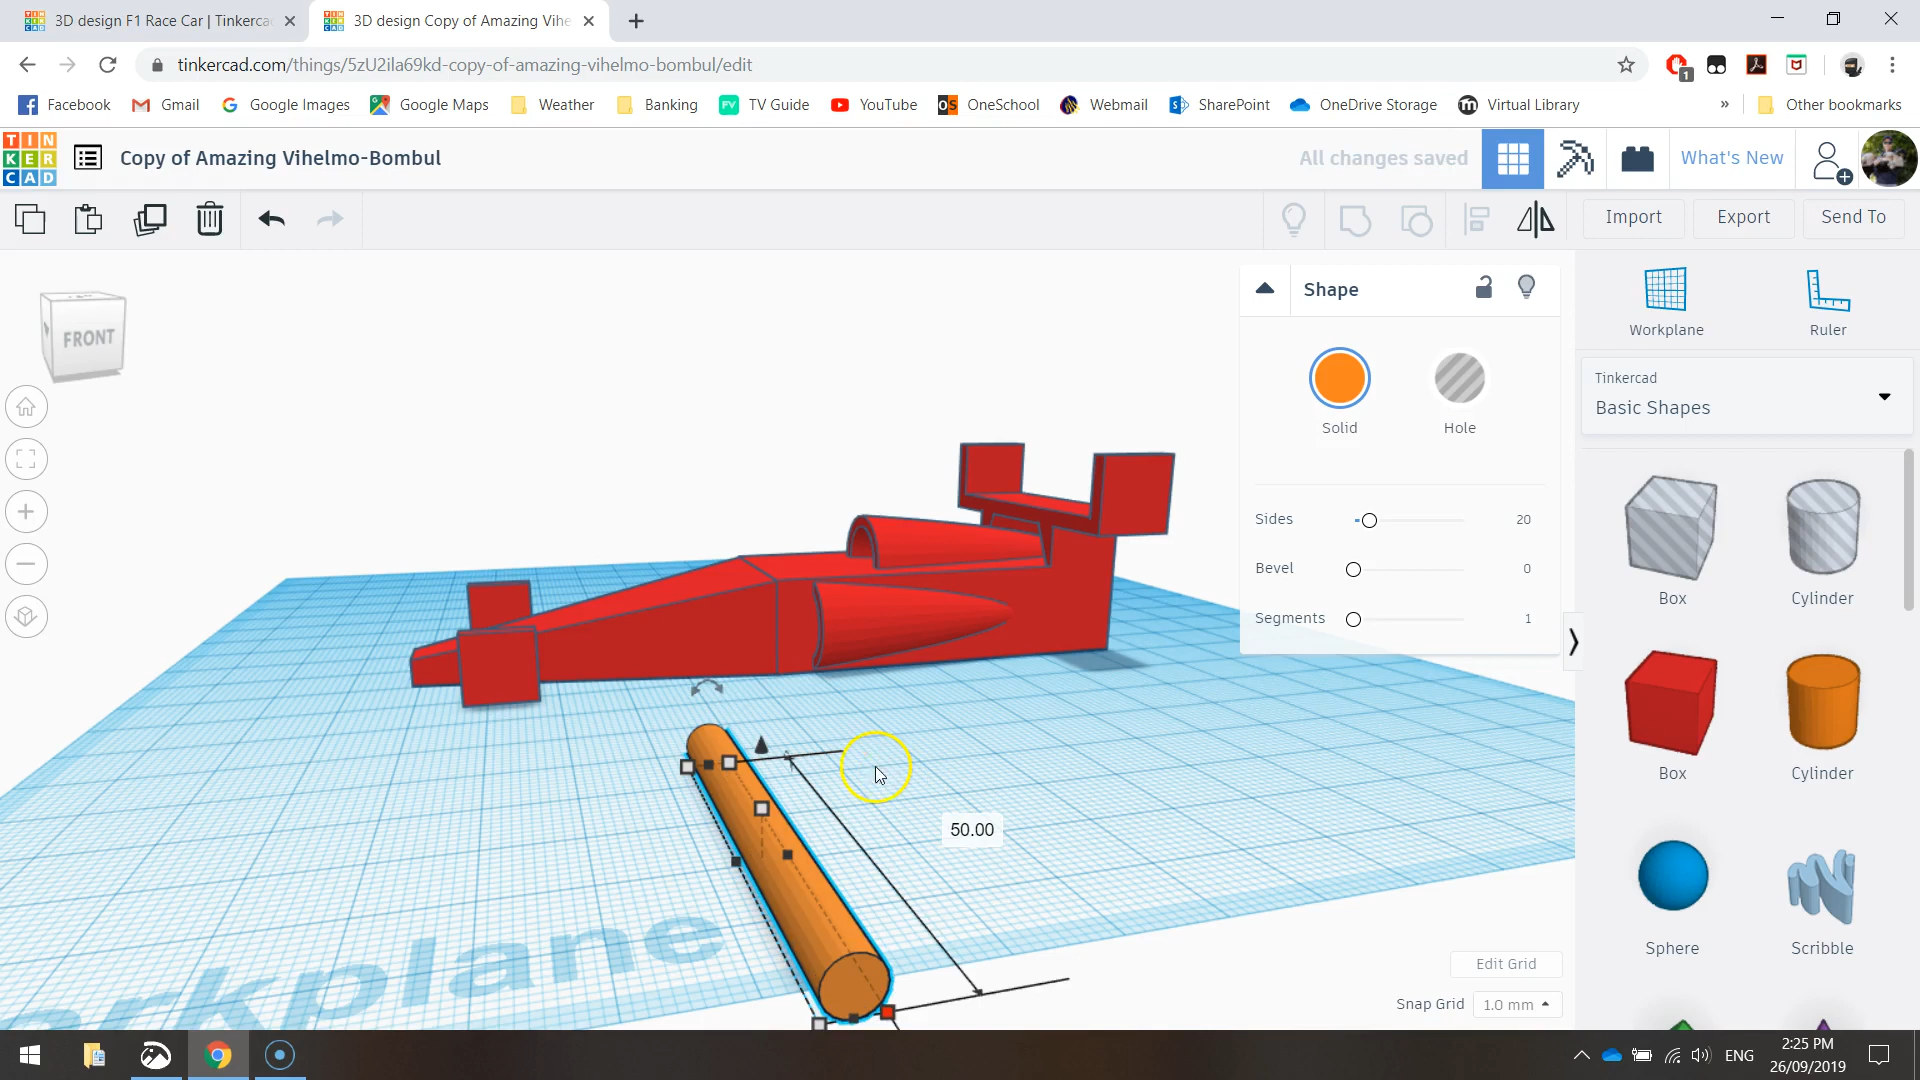 3D design F1 Race Car | Tinkerca
3D design Copy of Amazing Vihe
tinkercad.com/things/5zU2ila69kd-copy-of-amazing-vihelmo-bombul/edit
1
Facebook
Gmail
Google Images
Google Maps
Weather
Banking
TV Guide
YouTube
OneSchool
Webmail
SharePoint
OneDrive Storage
Virtual Library
»
Other bookmarks
TIN
KER
CAD
Copy of Amazing Vihelmo-Bombul
All changes saved
What's New
Import
Export
Send To
FRONT
Shape
Solid
Hole
Sides
20
Bevel
0
Segments
1
Workplane
Ruler
Tinkercad
Basic Shapes
Box
Cylinder
Box
Cylinder
Sphere
Scribble
50.00
rkplane
Edit Grid
Snap Grid
1.0 mm
ENG
2:25 PM
26/09/2019